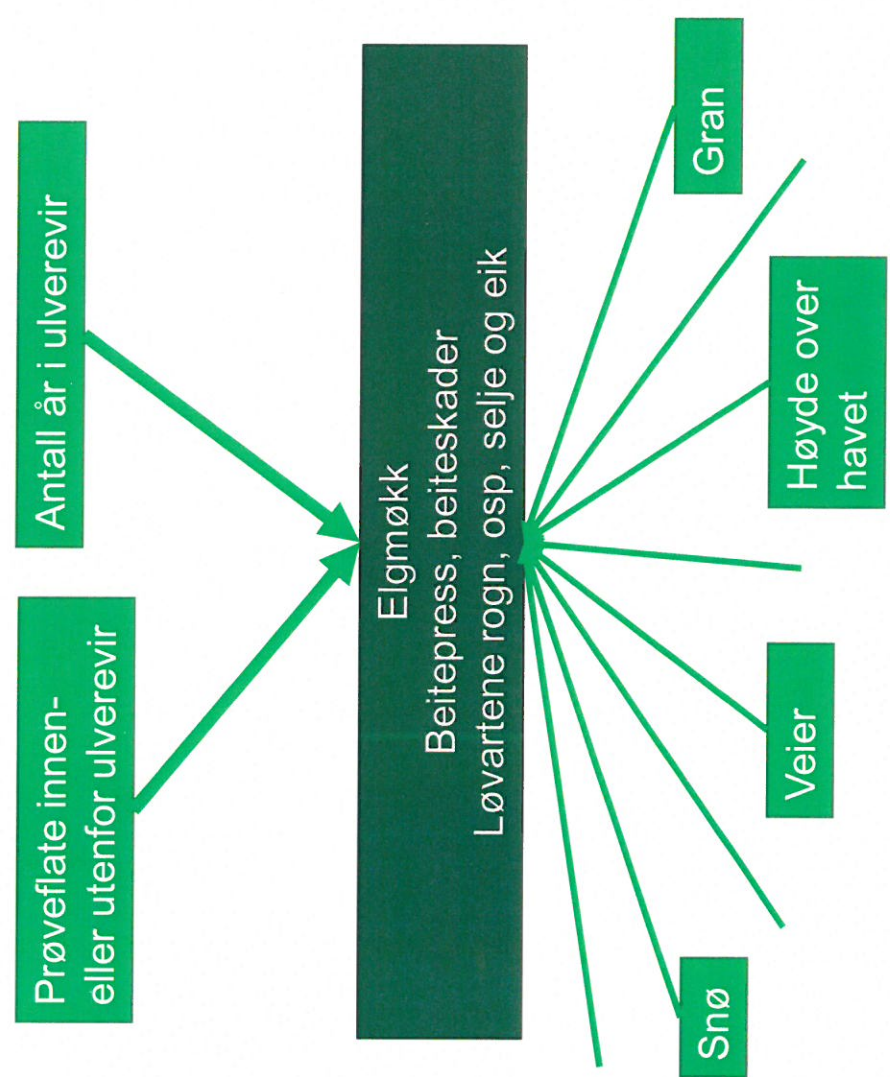 Prøveflate innen-
eller utenfor ulverevir
Antall år i ulverevir
Elgmøkk
Beitepress, beiteskader
Løvartene rogn, osp, selje og eik
Snø
Veier
Høyde over
havet
Gran